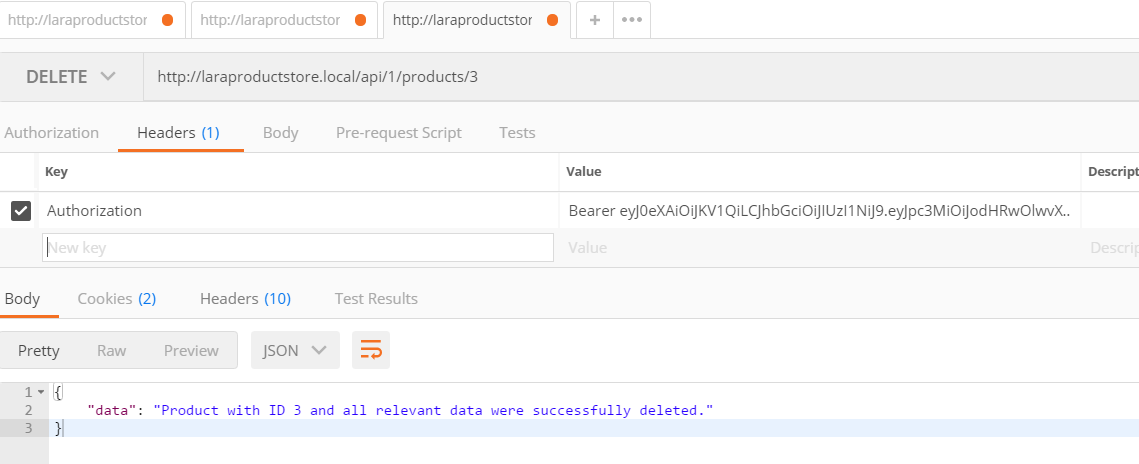 http://laraproductstor http://laraproductstor http://laraproductstor + •••
DELETE http://laraproductstore.local/api/1/products/3
Authorization Headers (1) Body Pre-request Script Tests
Key Value Descript
Authorization Bearer eyJ0eXAiOiJKV1QiLCJhbGciOiJIUzI1NiJ9.eyJpc3MiOiJodHRwOlwvX..
New key Value Descrip
Body Cookies (2) Headers (10) Test Results
Pretty Raw Preview JSON
1 {
2 "data": "Product with ID 3 and all relevant data were successfully deleted."
3 }